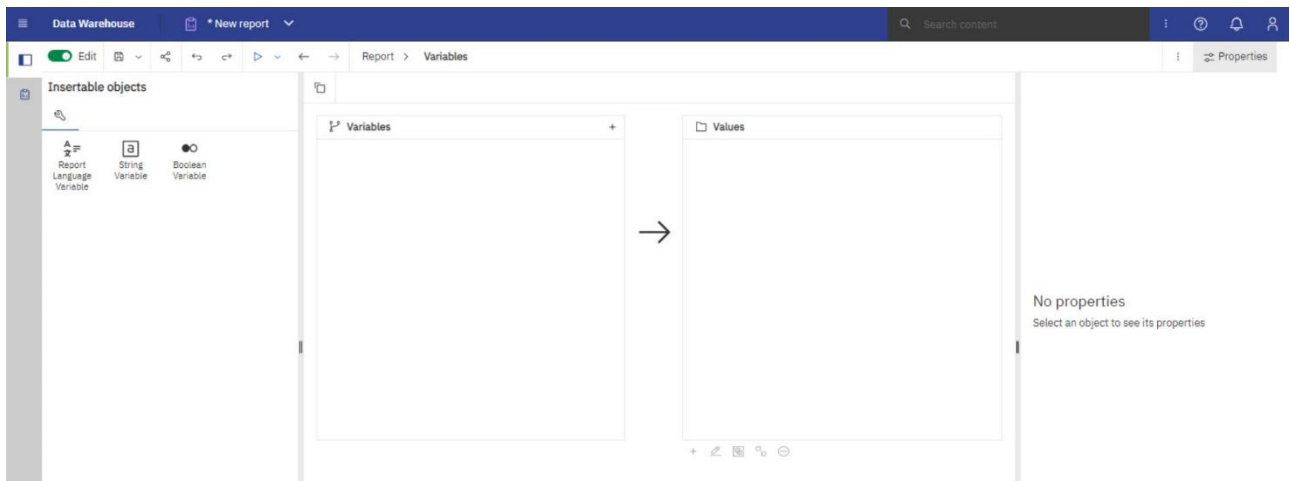 Data Warehouse
* New report
Search content
Edit
Report > Variables
Properties
Insertable objects
Report
Language
Variable
String
Variable
Boolean
Variable
Variables
Values
No properties
Select an object to see its properties